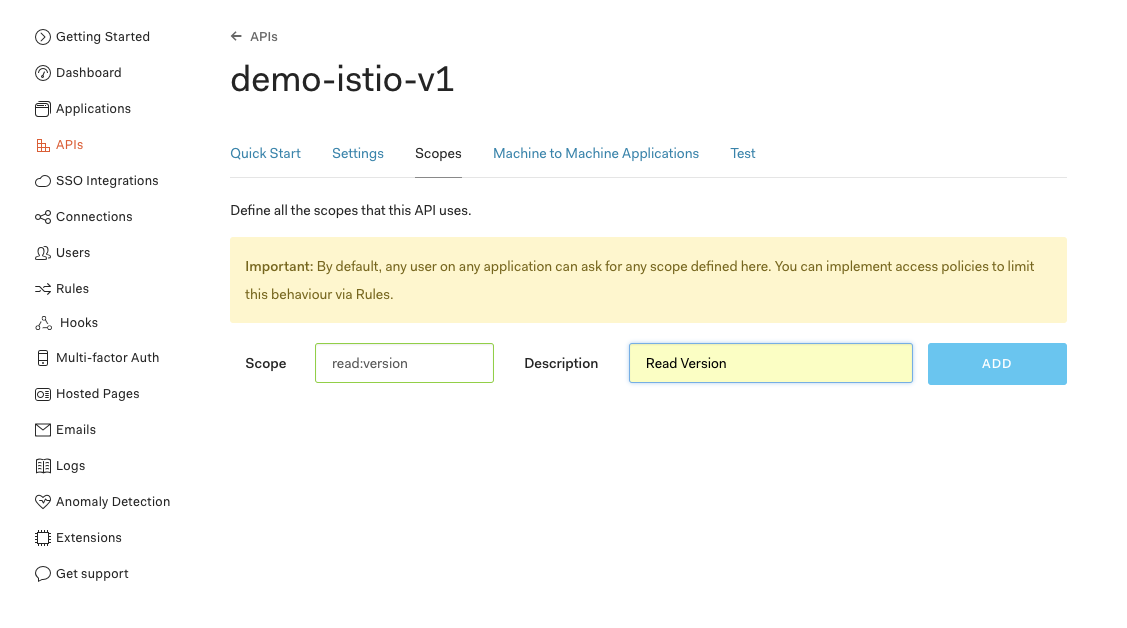 Getting Started
Dashboard
Applications
APIs
SSO Integrations
Connections
Users
Rules
Hooks
Multi-factor Auth
Hosted Pages
Emails
Logs
Anomaly Detection
Extensions
Get support
← APIs
demo-istio-v1
Quick Start Settings Scopes Machine to Machine Applications Test
Define all the scopes that this API uses.
Important: By default, any user on any application can ask for any scope defined here. You can implement access policies to limit
this behaviour via Rules.
Scope read:version Description Read Version ADD